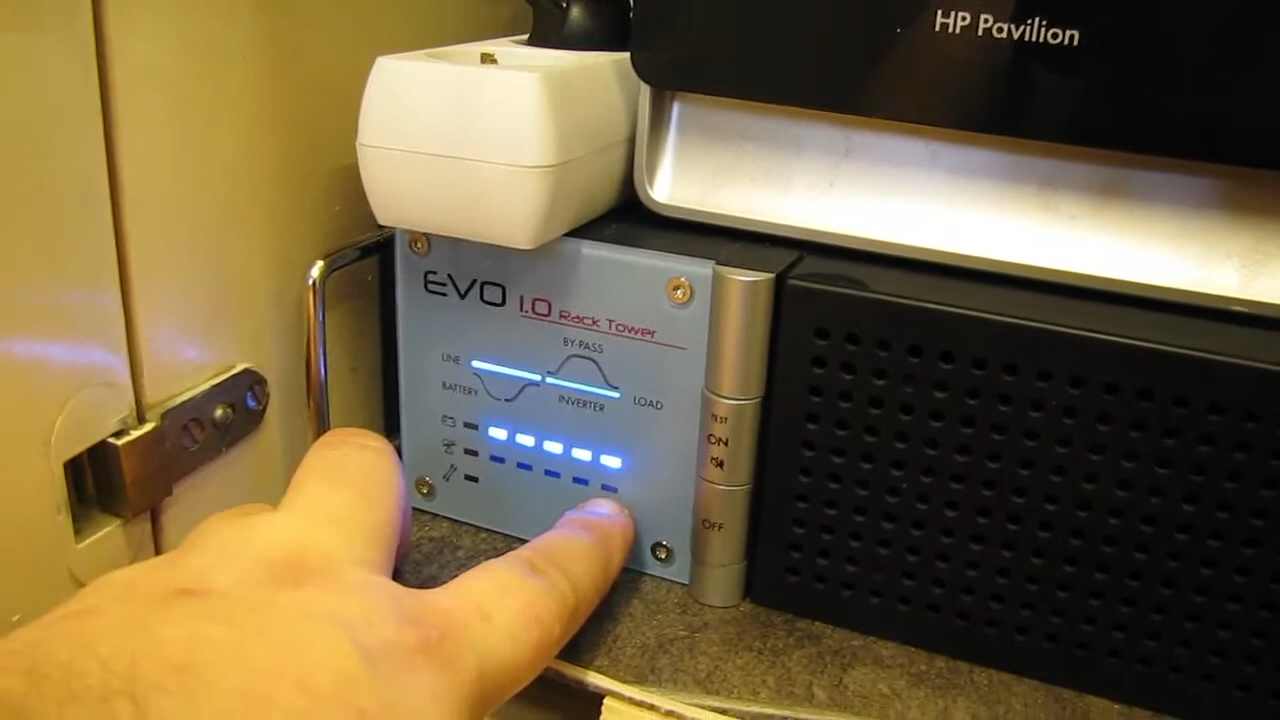 HP Pavilion
EVO 1.0 Rack Tower
BY-PASS
LINE
BATTERY
INVERTER
LOAD
TEST
ON
OFF